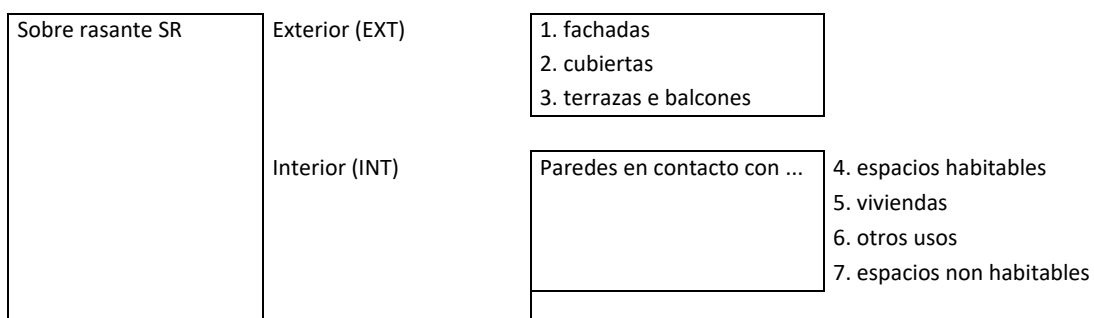 Sobre rasante SR Exterior (EXT) 1. fachadas
2. cubiertas
3. terrazas e balcones
Interior (INT) Paredes en contacto con ... 4. espacios habitables
5. viviendas
6. otros usos
7. espacios non habitables